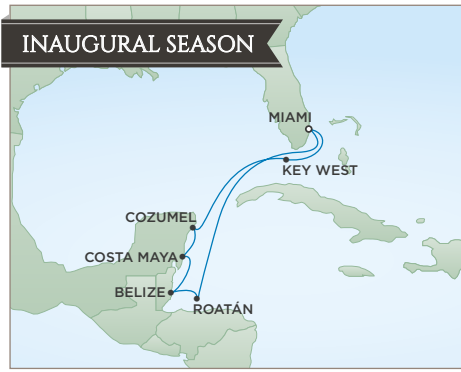 INAUGURAL SEASON
MIAMI
KEY WEST
COZUMEL
COSTA MAYA
BELIZE
ROATÁN